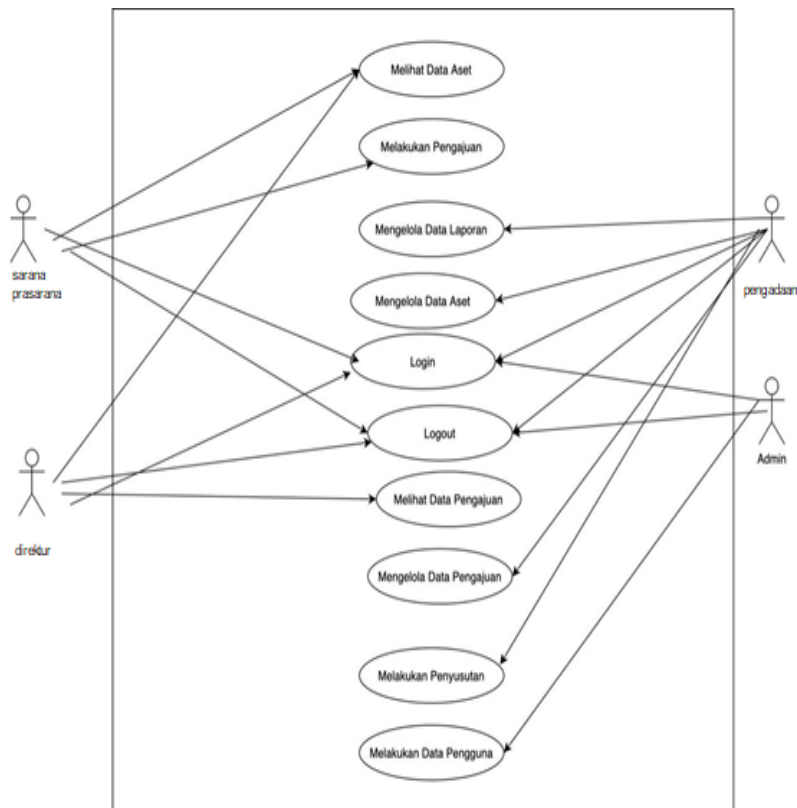 Melihat Data Aset
Melakukan Pengajuan
Mengelola Data Laporan
Mengelola Data Aset
Login
Logout
Melihat Data Pengajuan
Mengelola Data Pengajuan
Melakukan Penyusutan
Melakukan Data Pengguna
sarana
prasarana
direktur
pengadaan
Admin